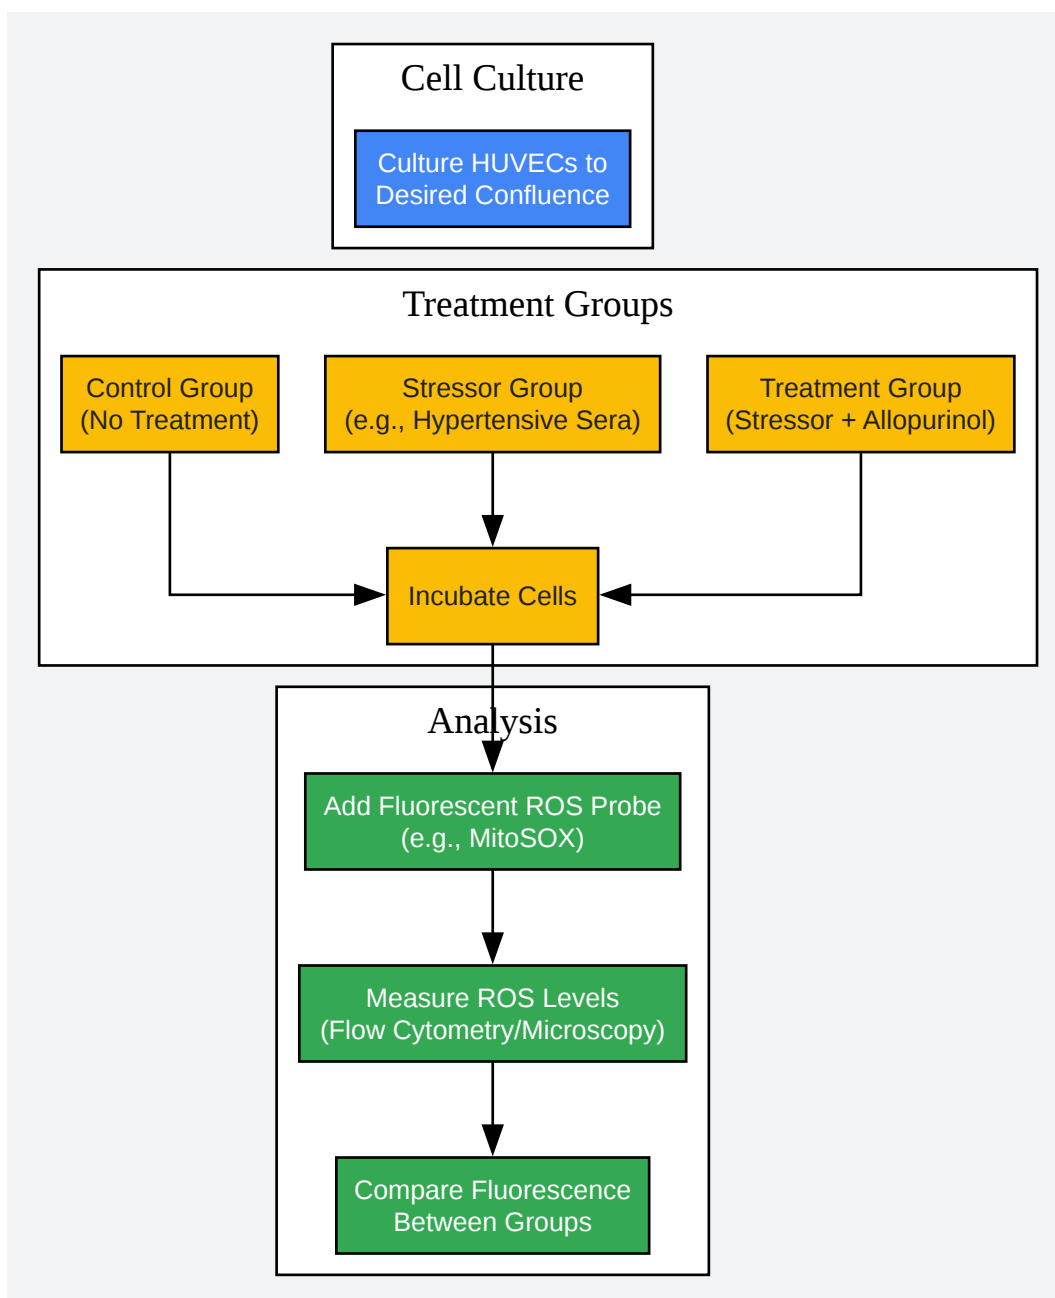 Cell Culture
Culture HUVECs to
Desired Confluence
Treatment Groups
Control Group
(No Treatment)
Stressor Group
(e.g., Hypertensive Sera)
Treatment Group
(Stressor + Allopurinol)
Incubate Cells
Analysis
Add Fluorescent ROS Probe
(e.g., MitoSOX)
Measure ROS Levels
(Flow Cytometry/Microscopy)
Compare Fluorescence
Between Groups